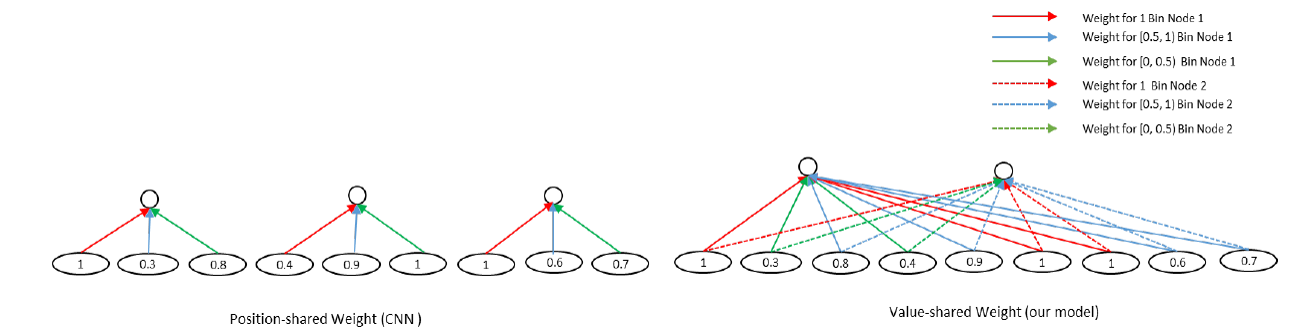 Weight for 1 Bin Node 1
Weight for [0.5, 1) Bin Node 1
Weight for [0, 0.5) Bin Node 1
Weight for 1 Bin Node 2
Weight for [0.5, 1) Bin Node 2
Weight for [0, 0.5) Bin Node 2
1 0.3 0.8 0.4 0.9 1 1 0.6 0.7
Position-shared Weight (CNN )
1 0.3 0.8 0.4 0.9 1 1 0.6 0.7
Value-shared Weight (our model)